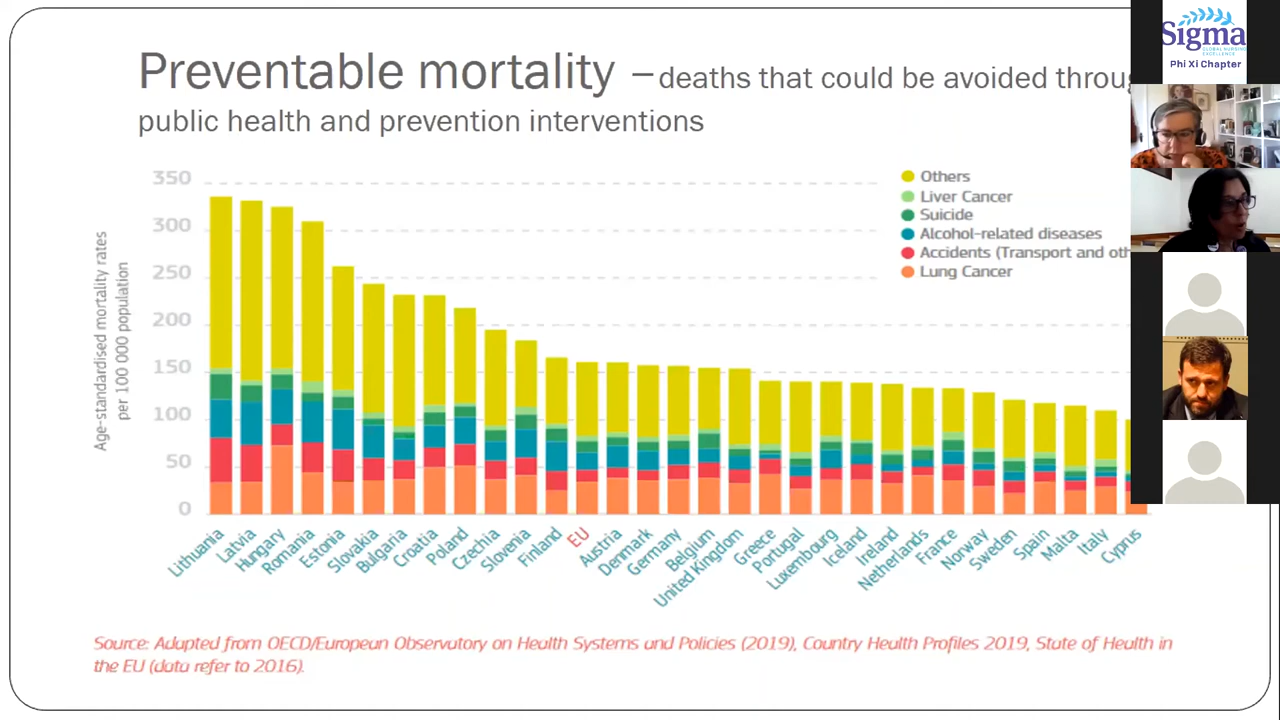 Preventable mortality – deaths that could be avoided throug
public health and prevention interventions
Sigma
GLOBAL NURSING
EXCELLENCE
Phi Xi Chapter
350
300
250
200
150
100
50
0
Age-standardised mortality rates
per 100 000 population
Others
Liver Cancer
Suicide
Alcohol-related diseases
Accidents (Transport and oth
Lung Cancer
Lithuania
Latvia
Hungary
Romania
Estonia
Slovakia
Bulgaria
Croatia
Poland
Czechia
Slovenia
Finland
EU
Austria
Denmark
Germany
Belgium
United Kingdom
Greece
Portugal
Luxembourg
Iceland
Ireland
Netherlands
France
Norway
Sweden
Spain
Malta
Italy
Cyprus
Source: Adapted from OECD/European Observatory on Health Systems and Policies (2019), Country Health Profiles 2019, State of Health in
the EU (data refer to 2016).